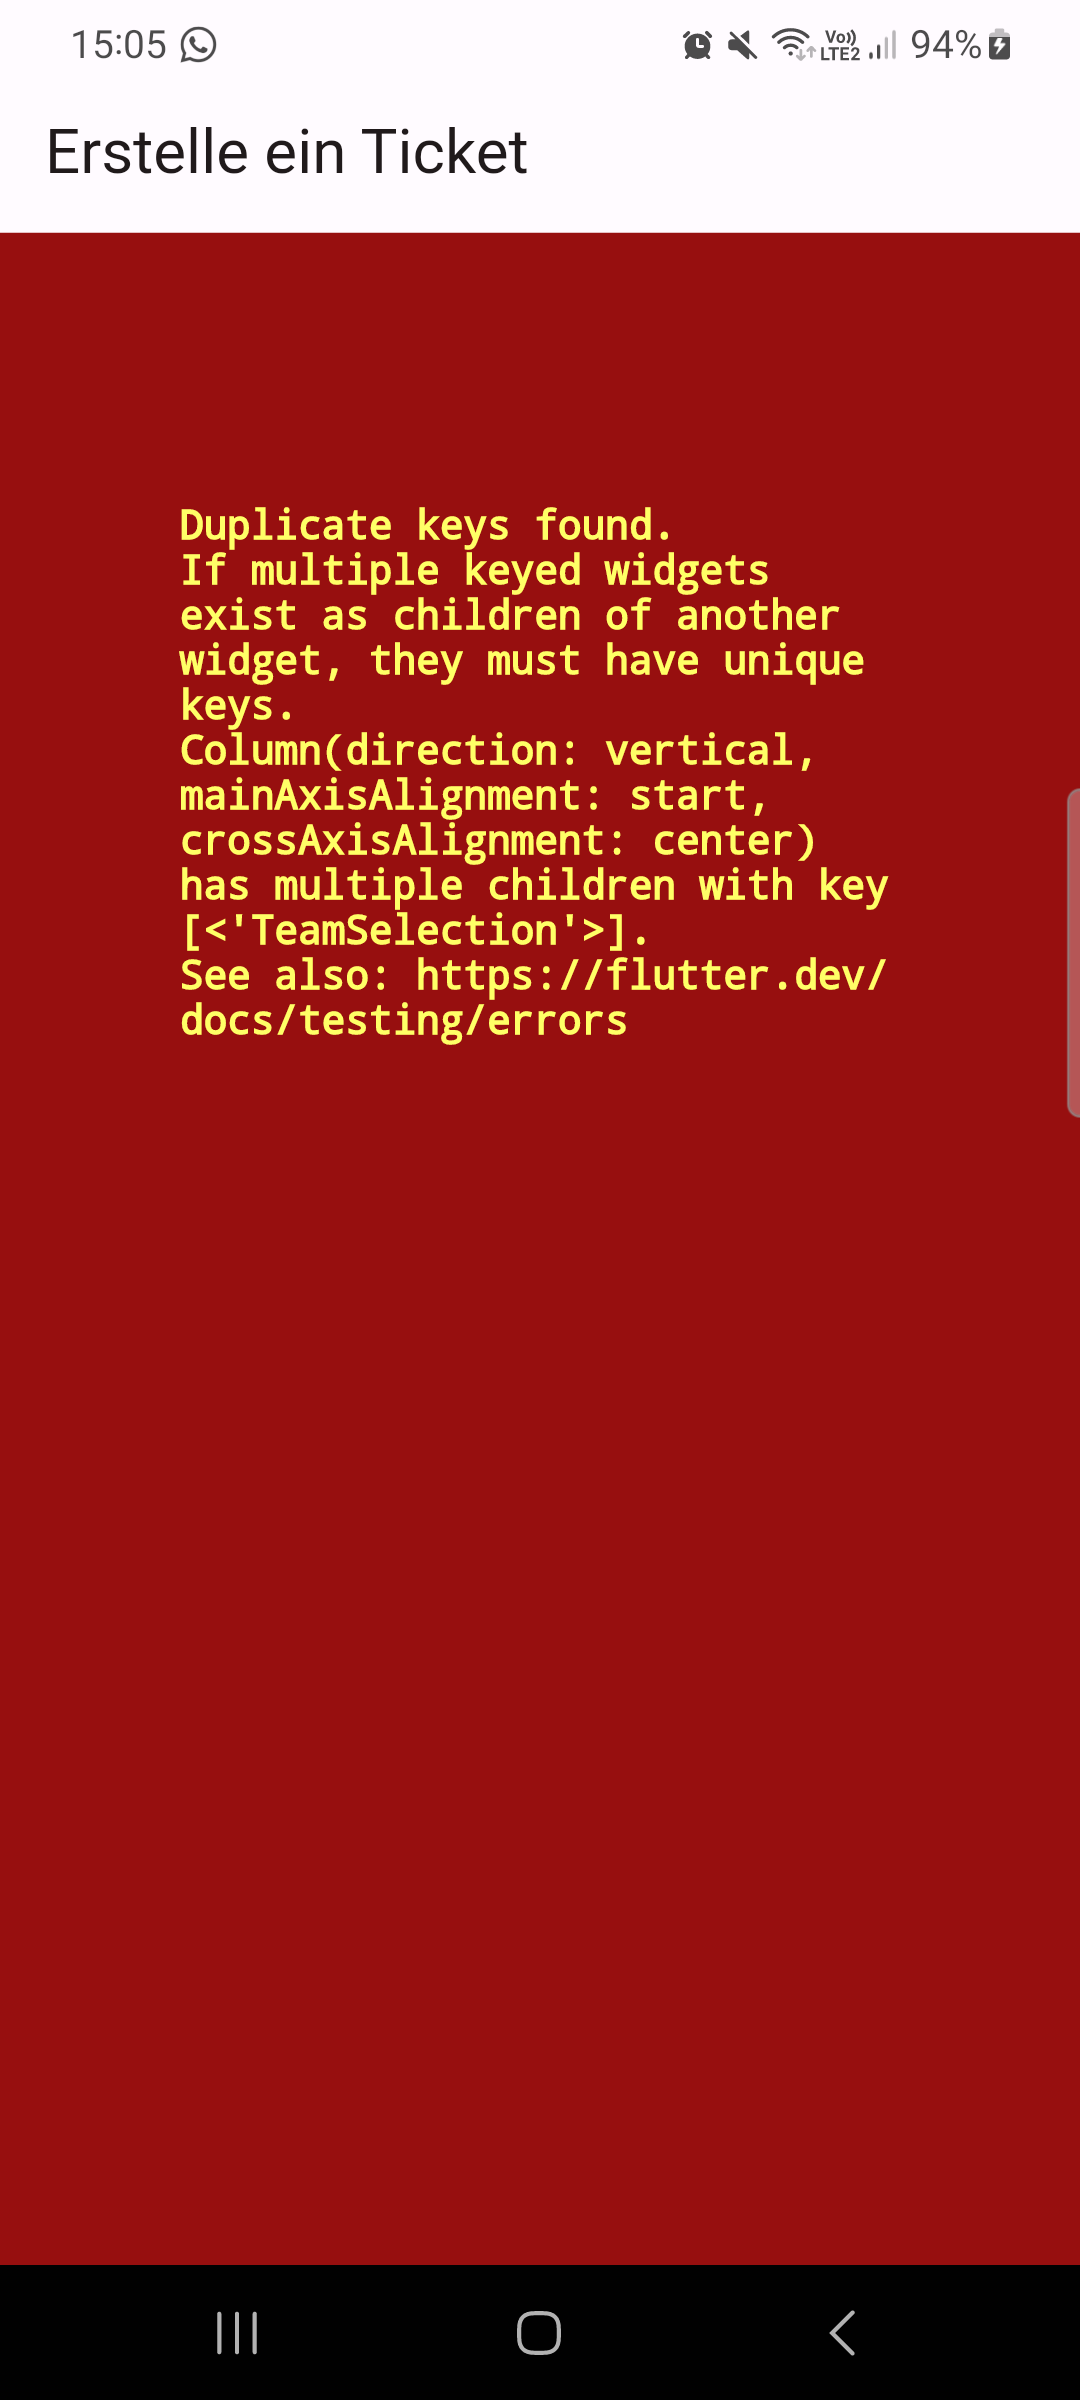 15:05
Vo)) LTE2 94%
Erstelle ein Ticket
Duplicate keys found.
If multiple keyed widgets
exist as children of another
widget, they must have unique
keys.
Column(direction: vertical,
mainAxisAlignment: start,
crossAxisAlignment: center)
has multiple children with key
[<'TeamSelection'>].
See also: https://flutter.dev/
docs/testing/errors